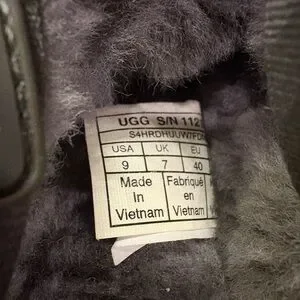 UGG S/N 112
USA UK EU
9 7 40
Made Fabriqué
In en
Vietnam Vietnam